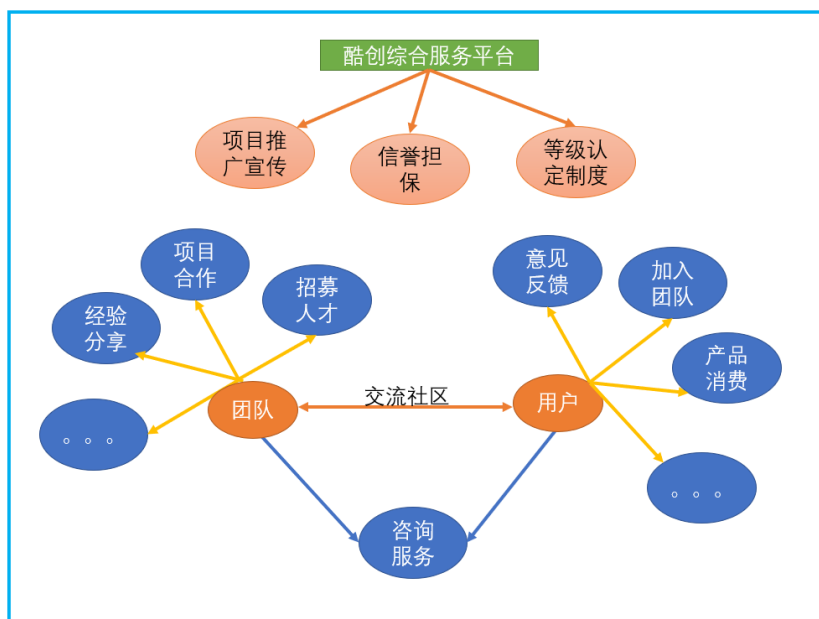 酷创综合服务平台
项目推
广宣传
信誉担
保
等级认
定制度
项目
合作
招募
人才
经验
分享
。。。
团队
交流社区
用户
意见
反馈
加入
团队
产品
消费
。。。
咨询
服务